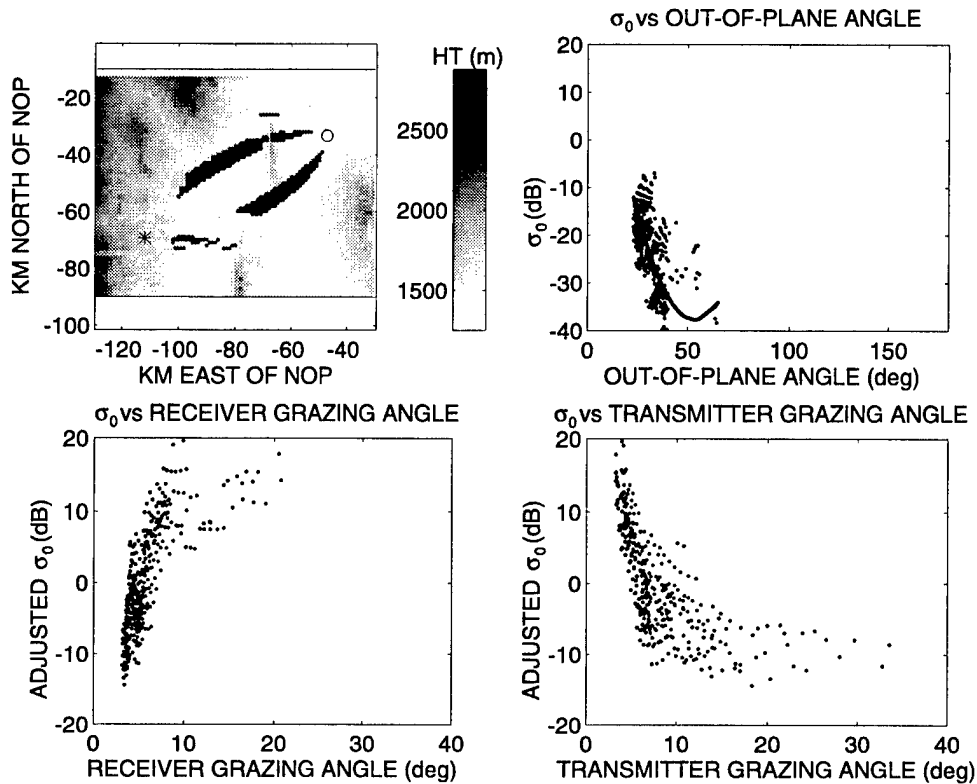 HT (m)
KM NORTH OF NOP
-20
-40
-60
-80
-100
-120 -100 -80 -60 -40
KM EAST OF NOP
2500
2000
1500
σ0 vs OUT-OF-PLANE ANGLE
σ0 (dB)
20
10
0
-10
-20
-30
-40
0 50 100 150
OUT-OF-PLANE ANGLE (deg)
σ0 vs RECEIVER GRAZING ANGLE
ADJUSTED σ0 (dB)
20
10
0
-10
-20
0 10 20 30 40
RECEIVER GRAZING ANGLE (deg)
σ0 vs TRANSMITTER GRAZING ANGLE
ADJUSTED σ0 (dB)
20
10
0
-10
-20
0 10 20 30 40
TRANSMITTER GRAZING ANGLE (deg)